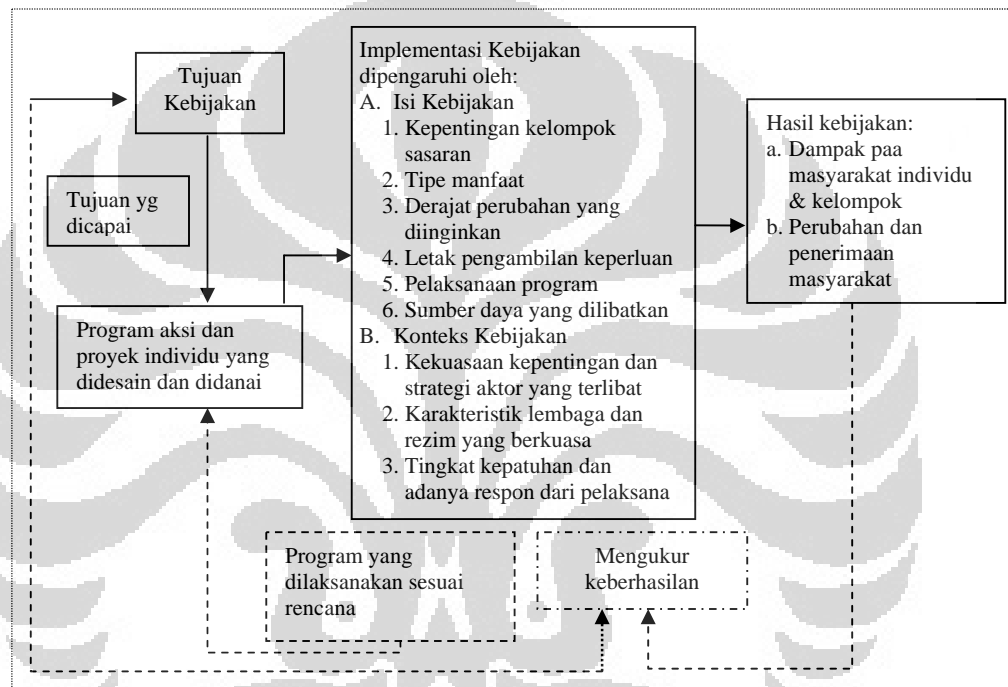 Tujuan
Kebijakan
Tujuan yg
dicapai
Program aksi dan
proyek individu yang
didesain dan didanai
Implementasi Kebijakan
dipengaruhi oleh:
A. Isi Kebijakan
1. Kepentingan kelompok
sasaran
2. Tipe manfaat
3. Derajat perubahan yang
diinginkan
4. Letak pengambilan keperluan
5. Pelaksanaan program
6. Sumber daya yang dilibatkan
B. Konteks Kebijakan
1. Kekuasaan kepentingan dan
strategi aktor yang terlibat
2. Karakteristik lembaga dan
rezim yang berkuasa
3. Tingkat kepatuhan dan
adanya respon dari pelaksana
Hasil kebijakan:
a. Dampak paa
masyarakat individu
& kelompok
b. Perubahan dan
penerimaan
masyarakat
Program yang
dilaksanakan sesuai
rencana
Mengukur
keberhasilan